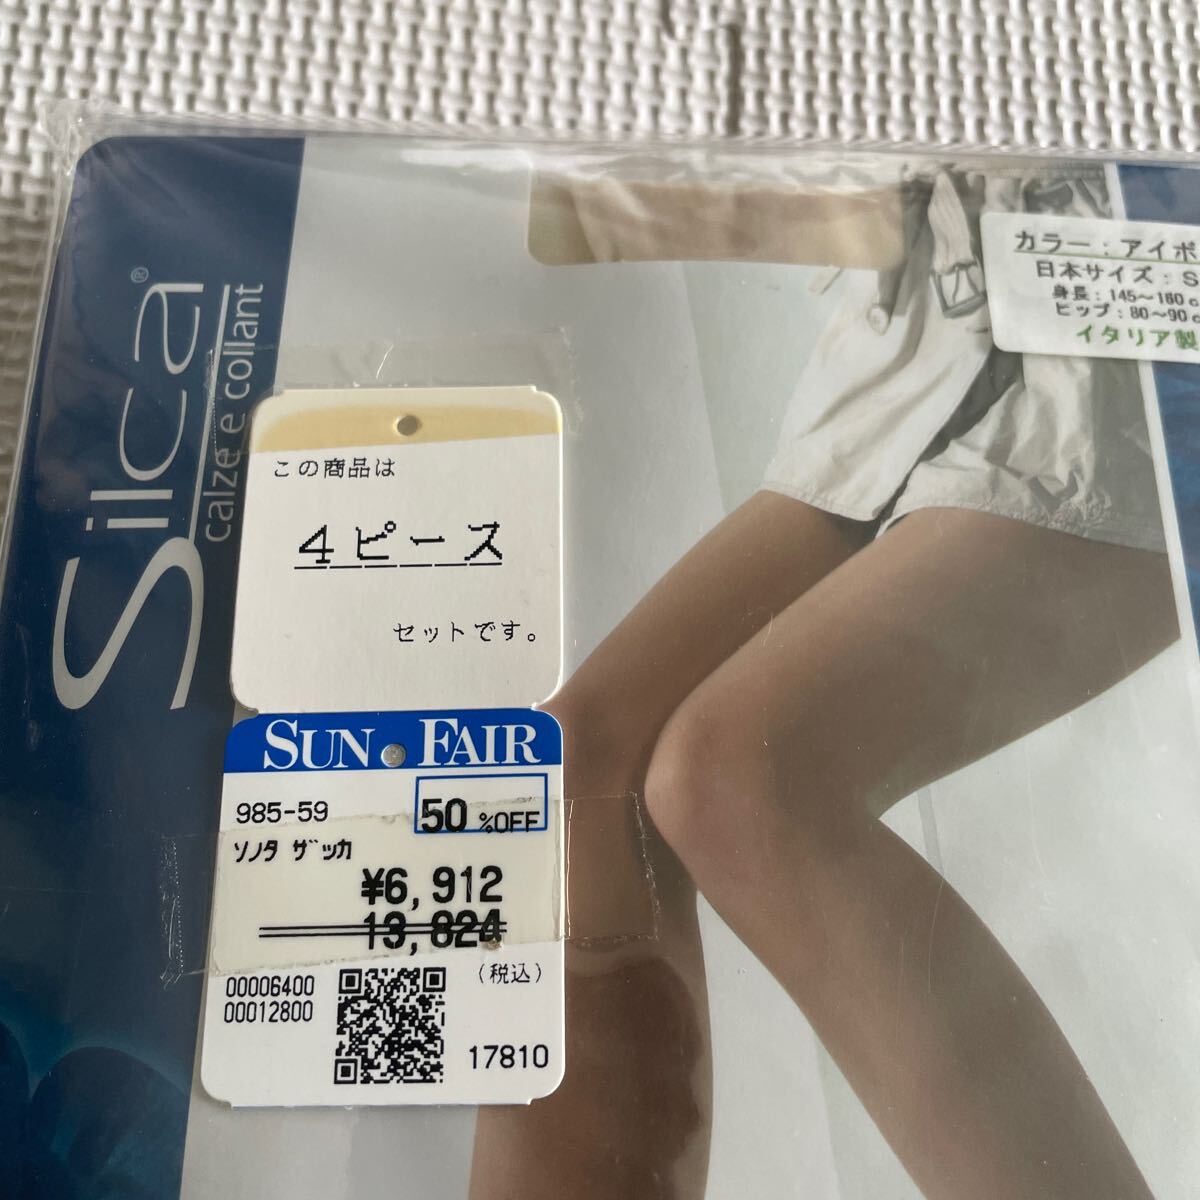 Silca®
calze e collant
カラー：アイボ
日本サイズ：S
身長：145～160c
ヒップ：80～90c
イタリア製
この商品は
4ピース
セットです。
SUN FAIR
985-59
50%OFF
ソノタ ザッカ
¥6,912
13,824
(税込)
00006400
00012800
17810